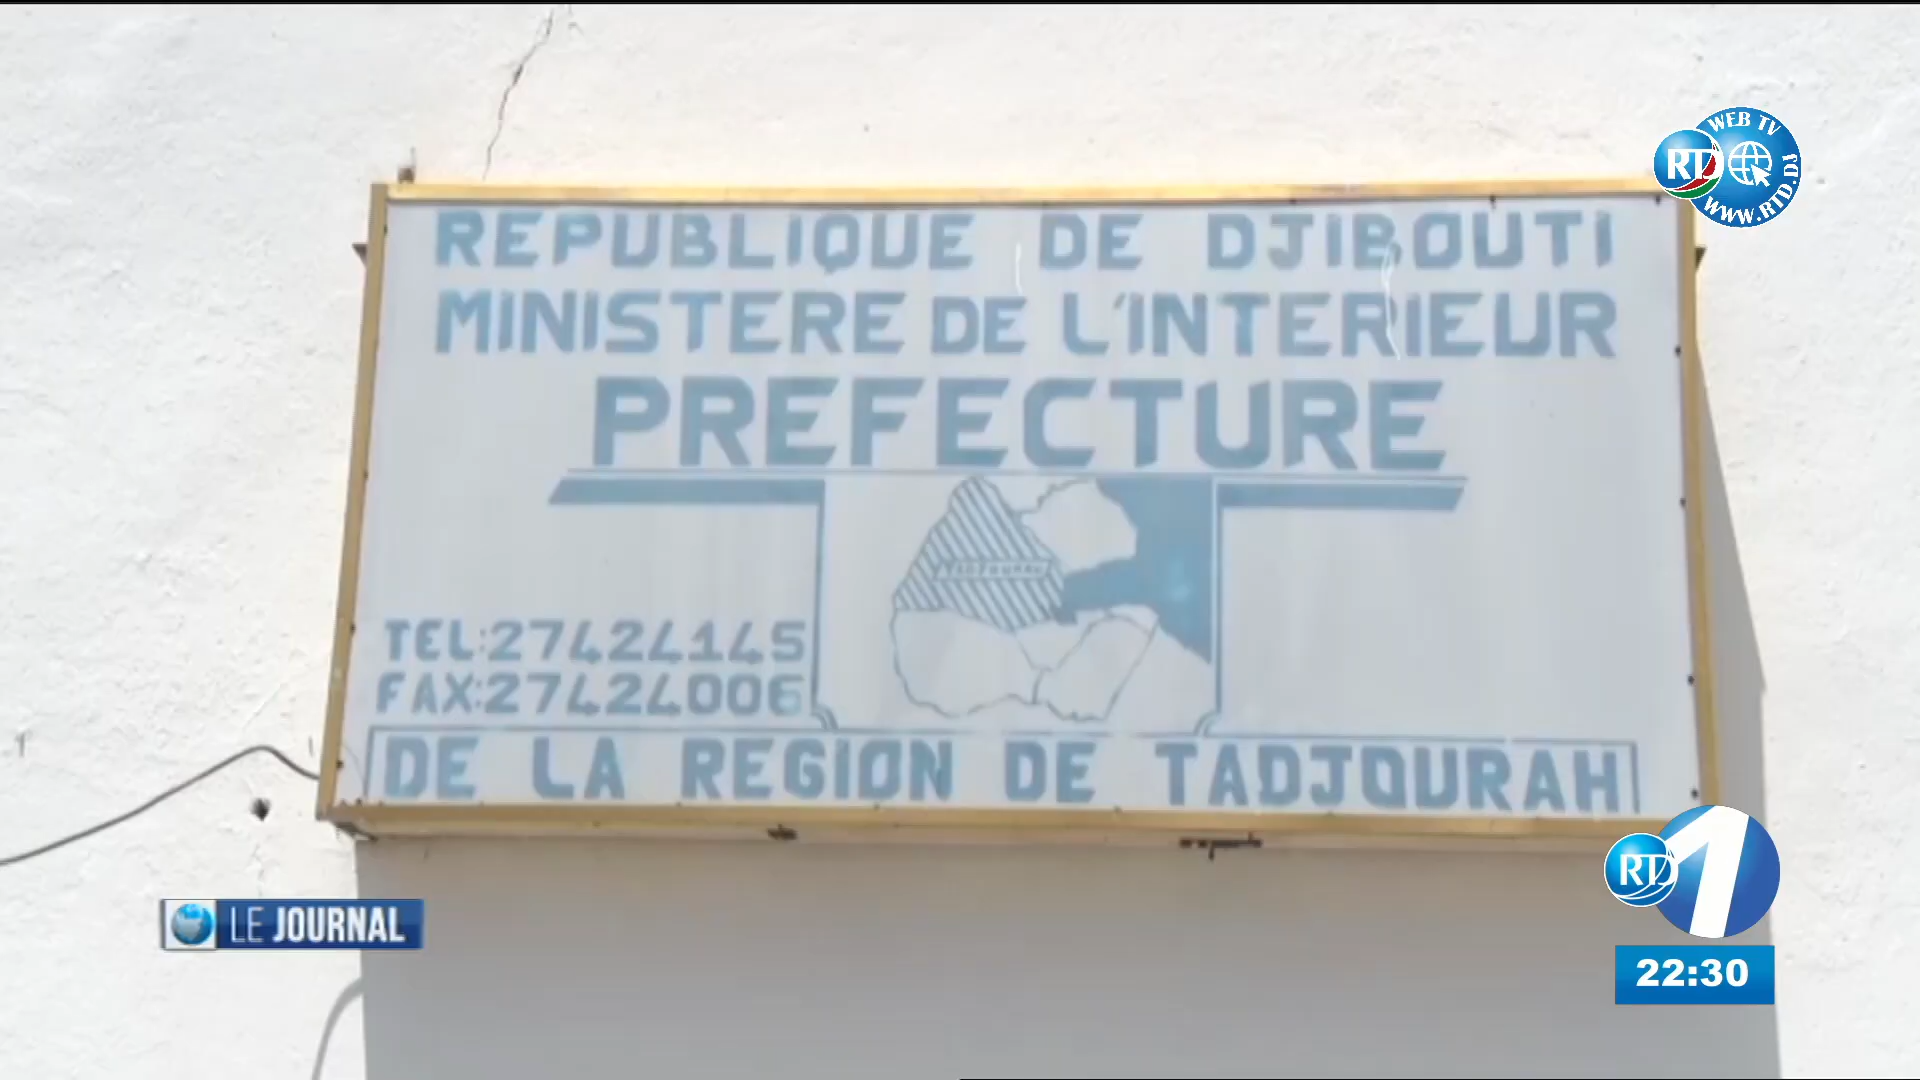 WEB TV
RTD
WWW.RTD.DJ
REPUBLIQUE DE DJIBOUTI
MINISTERE DE L'INTERIEUR
PREFECTURE
TADJOURAH
TEL:27424145
FAX:27424006
DE LA REGION DE TADJOURAH
LE JOURNAL
RTD 1
22:30